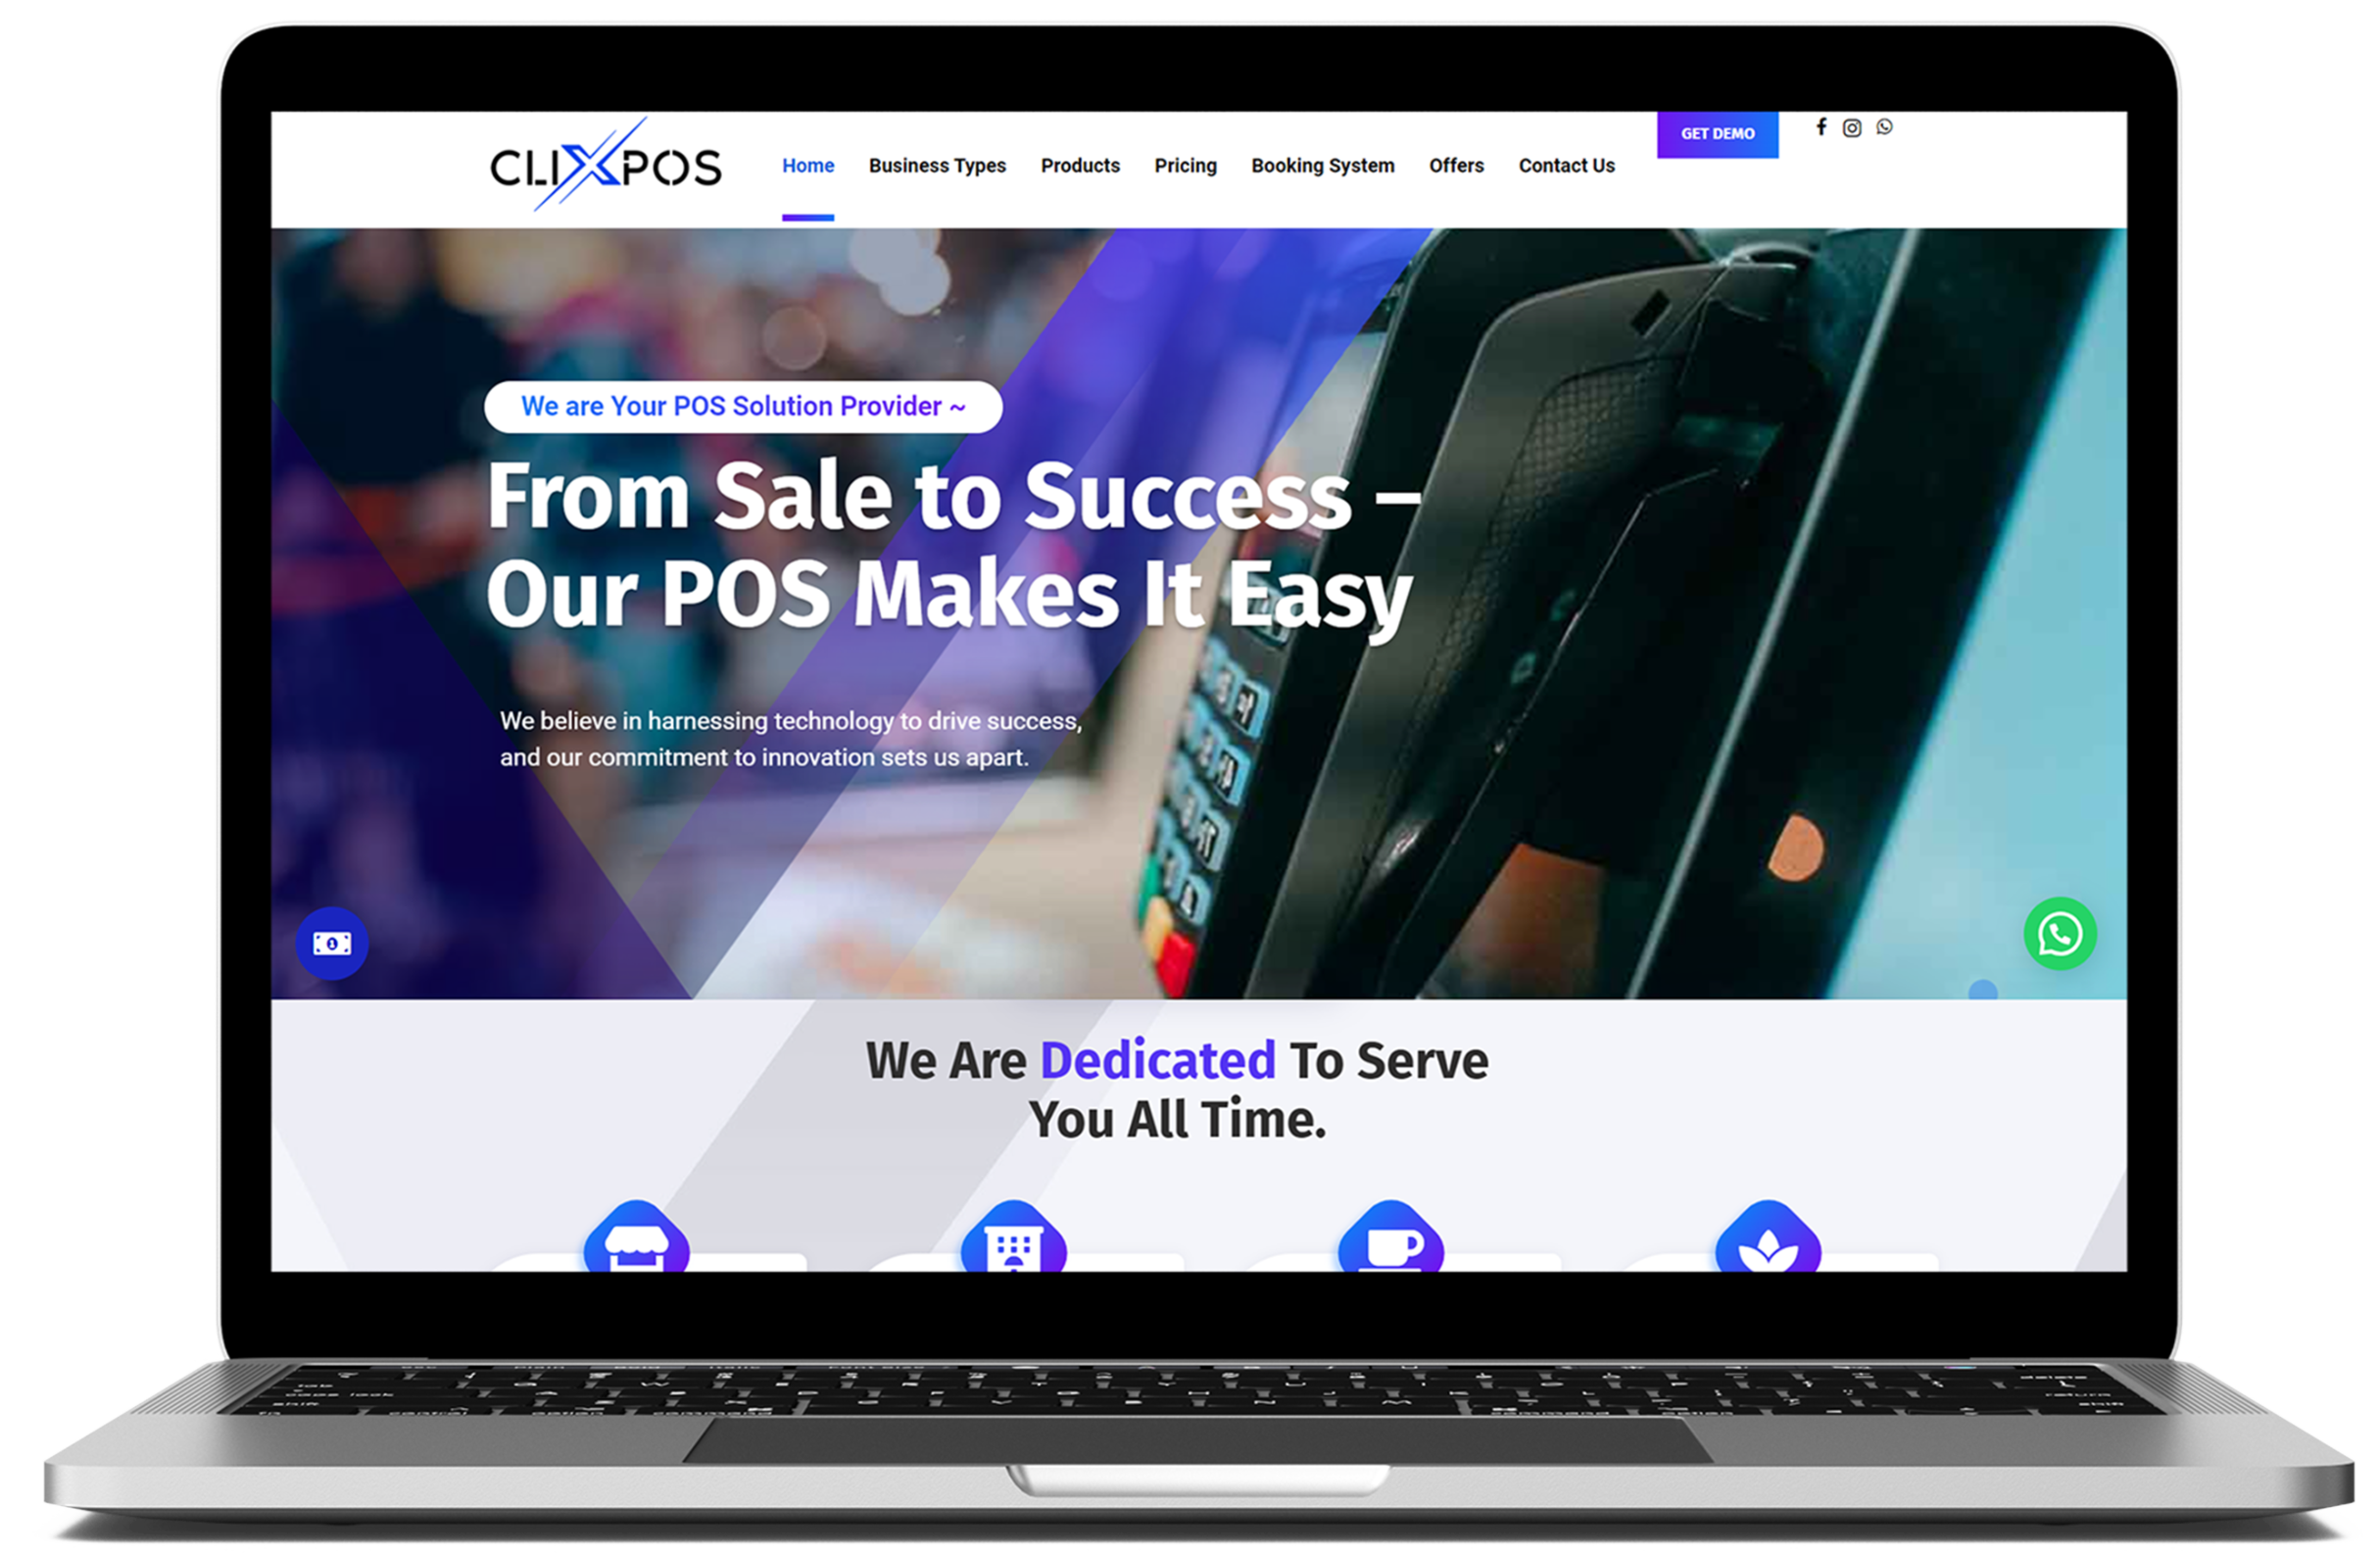 CLIXPOS
Home Business Types Products Pricing Booking System Offers Contact Us
GET DEMO
We are Your POS Solution Provider ~
From Sale to Success –
Our POS Makes It Easy
We believe in harnessing technology to drive success,
and our commitment to innovation sets us apart.
We Are Dedicated To Serve
You All Time.